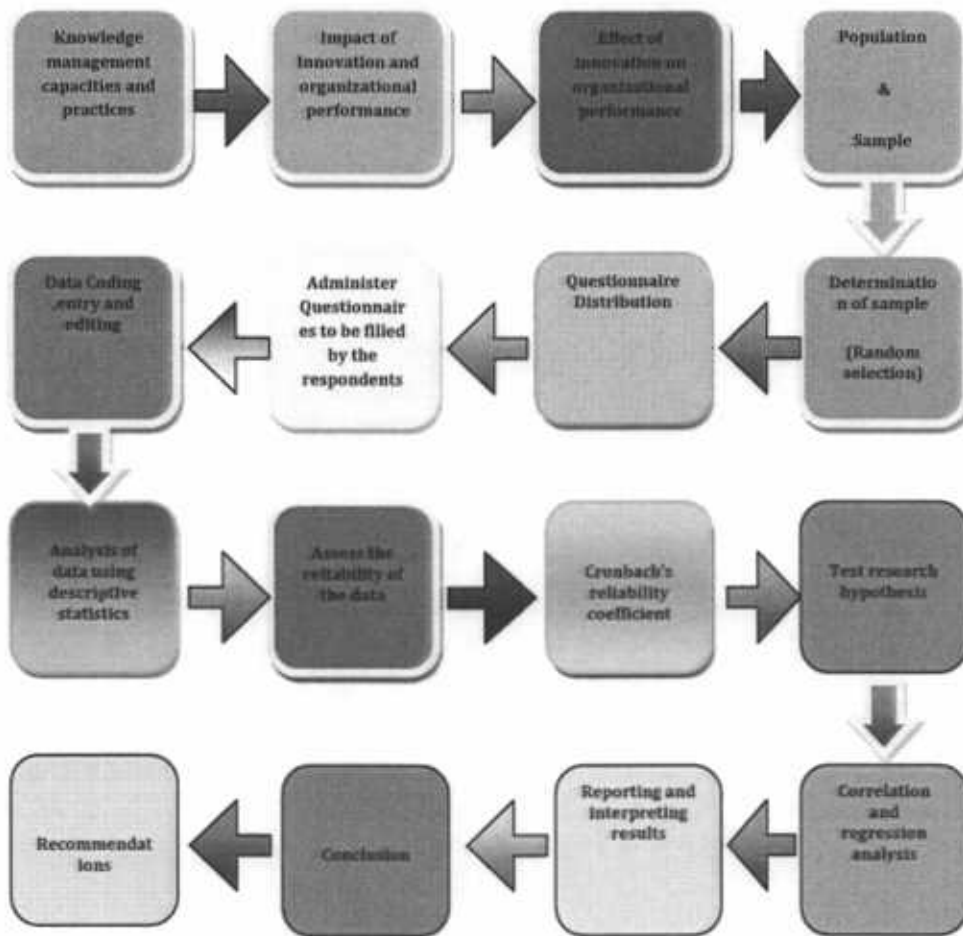 Knowledge
management
capacities and
practices
Impact of
Innovation and
organizational
performance
Effect of
innovation on
organizational
performance
Population
&
Sample
Determinatio
n of sample
(Random
selection)
Questionnaire
Distribution
Administer
Questionnair
es to be filled
by the
respondents
Data Coding
,entry and
editing
Analysis of
data using
descriptive
statistics
Assess the
reliability of
the data
Cronbach's
reliability
coefficient
Test research
hypothesis
Correlation
and
regression
analysis
Reporting and
interpreting
results
Conclusion
Recommendat
ions